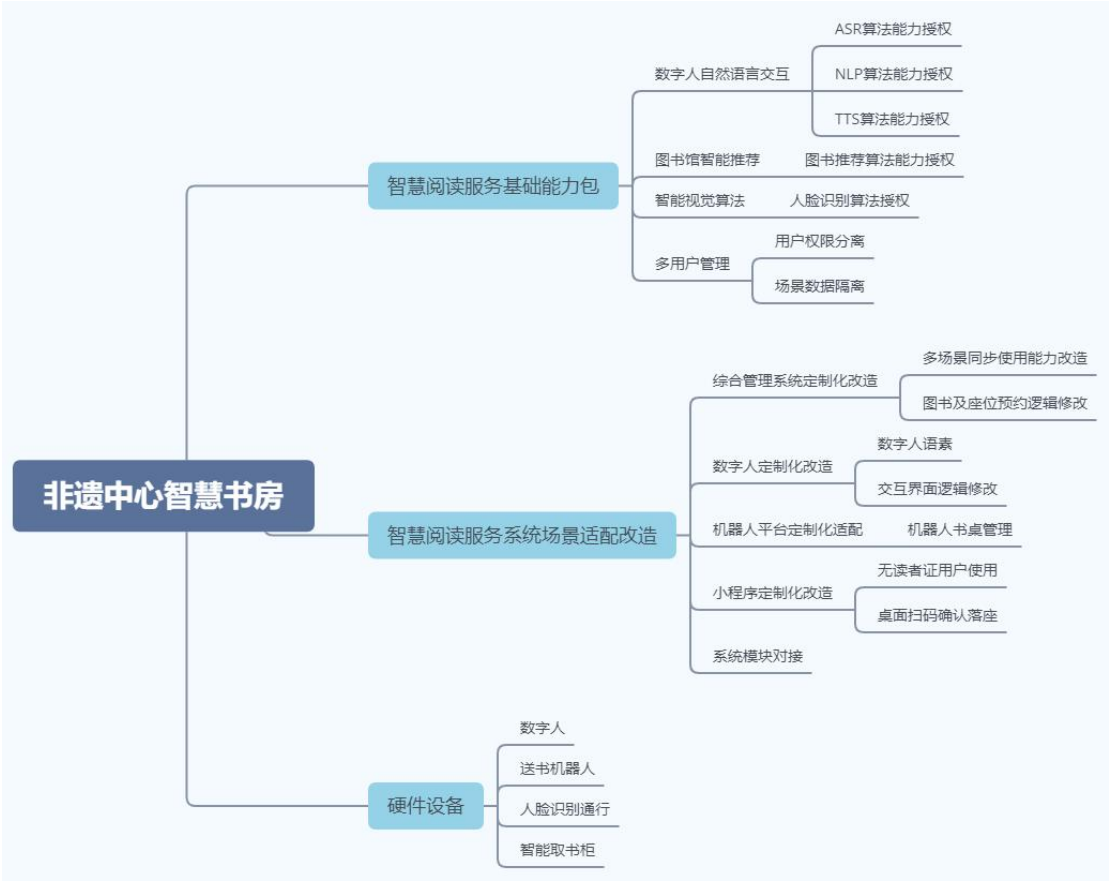 非遗中心智慧书房
智慧阅读服务基础能力包
数字人自然语言交互
ASR算法能力授权
NLP算法能力授权
TTS算法能力授权
图书馆智能推荐
图书推荐算法能力授权
智能视觉算法
人脸识别算法授权
多用户管理
用户权限分离
场景数据隔离
智慧阅读服务系统场景适配改造
综合管理系统定制化改造
多场景同步使用能力改造
图书及座位预约逻辑修改
数字人定制化改造
数字人语素
交互界面逻辑修改
机器人平台定制化适配
机器人书桌管理
小程序定制化改造
无读者证用户使用
桌面扫码确认落座
系统模块对接
硬件设备
数字人
送书机器人
人脸识别通行
智能取书柜